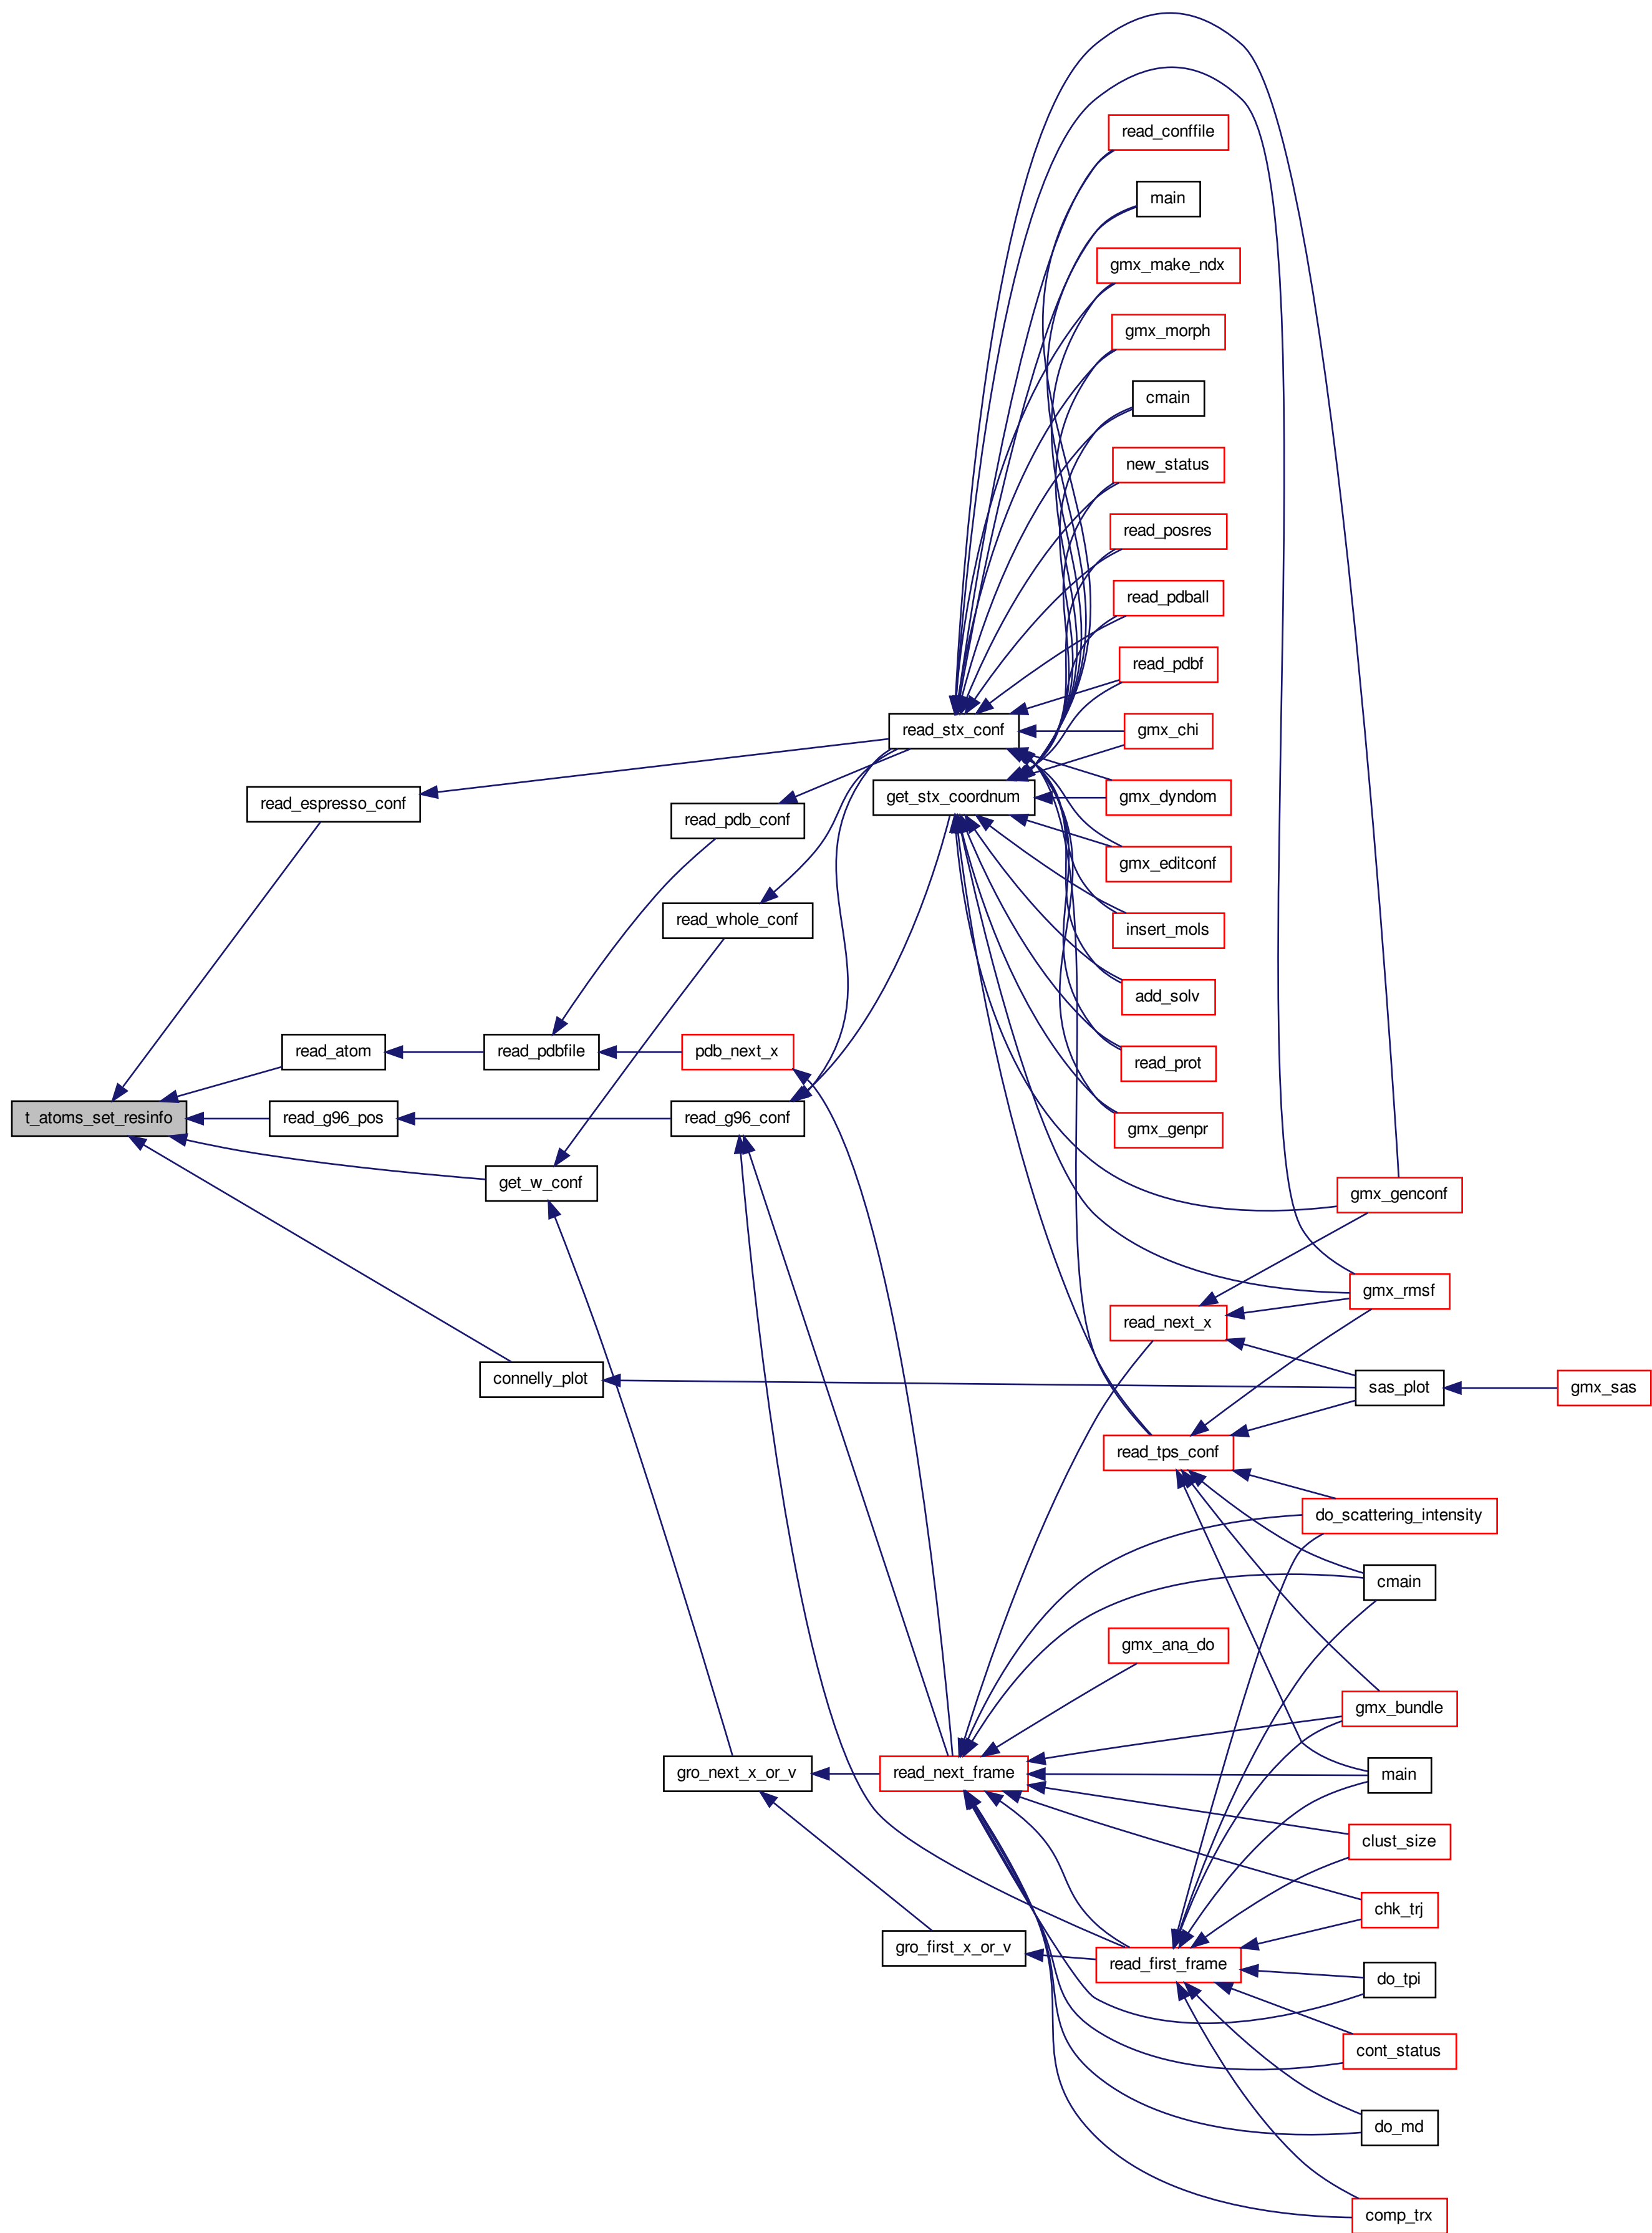 read_conffile
main
gmx_make_ndx
gmx_morph
cmain
new_status
read_posres
read_pdball
read_pdbf
read_stx_conf
gmx_chi
get_stx_coordnum
gmx_dyndom
read_espresso_conf
read_pdb_conf
gmx_editconf
read_whole_conf
insert_mols
add_solv
read_atom
read_pdbfile
pdb_next_x
read_prot
t_atoms_set_resinfo
read_g96_pos
read_g96_conf
gmx_genpr
get_w_conf
gmx_genconf
gmx_rmsf
read_next_x
connelly_plot
sas_plot
gmx_sas
read_tps_conf
do_scattering_intensity
cmain
gmx_ana_do
gmx_bundle
gro_next_x_or_v
read_next_frame
main
clust_size
chk_trj
gro_first_x_or_v
read_first_frame
do_tpi
cont_status
do_md
comp_trx